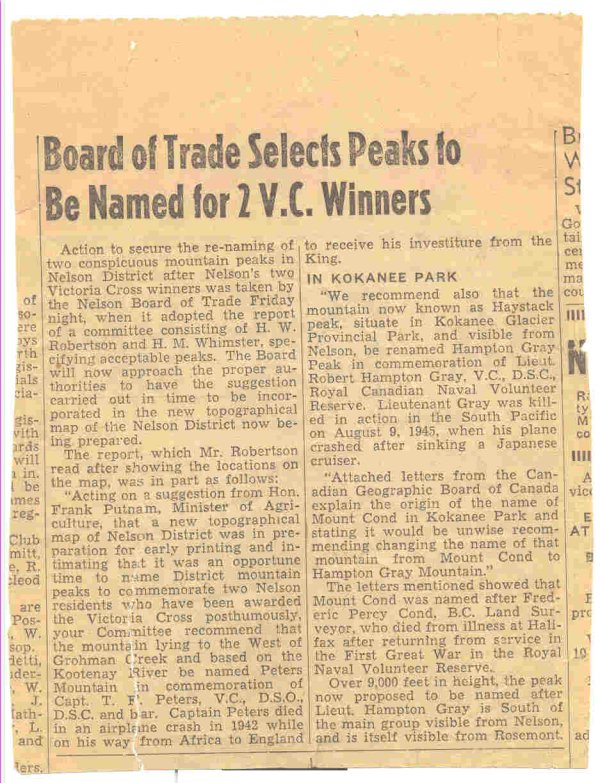 Board of Trade Selects Peaks to
Be Named for 2 V.C. Winners
Action to secure the re-naming of
two conspicuous mountain peaks in
Nelson District after Nelson's two
Victoria Cross winners was taken by
the Nelson Board of Trade Friday
night, when it adopted the report
of a committee consisting of H. W.
Robertson and H. M. Whimster, spe-
cifying acceptable peaks. The Board
will now approach the proper au-
thorities to have the suggestion
carried out in time to be incor-
porated in the new topographical
map of the Nelson District now be-
ing prepared.
The report, which Mr. Robertson
read after showing the locations on
the map, was in part as follows:
"Acting on a suggestion from Hon.
Frank Putnam, Minister of Agri-
culture, that a new topographical
map of Nelson District was in pre-
paration for early printing and in-
timating that it was an opportune
time to name District mountain
peaks to commemorate two Nelson
residents who have been awarded
the Victoria Cross posthumously,
your Committee recommend that
the mountain lying to the West of
Grohman Creek and based on the
Kootenay River be named Peters
Mountain in commemoration of
Capt. T. F. Peters, V.C., D.S.O.,
D.S.C. and bar. Captain Peters died
in an airplane crash in 1942 while
on his way from Africa to England
to receive his investiture from the
King.
IN KOKANEE PARK
"We recommend also that the
mountain now known as Haystack
peak, situate in Kokanee Glacier
Provincial Park, and visible from
Nelson, be renamed Hampton Gray
Peak in commemoration of Lieut.
Robert Hampton Gray, V.C., D.S.C.,
Royal Canadian Naval Volunteer
Reserve. Lieutenant Gray was kill-
ed in action in the South Pacific
on August 9, 1945, when his plane
crashed after sinking a Japanese
cruiser.
"Attached letters from the Can-
adian Geographic Board of Canada
explain the origin of the name of
Mount Cond in Kokanee Park and
stating it would be unwise recom-
mending changing the name of that
mountain from Mount Cond to
Hampton Gray Mountain."
The letters mentioned showed that
Mount Cond was named after Fred-
eric Percy Cond, B.C. Land Sur-
veyor, who died from illness at Hali-
fax after returning from service in
the First Great War in the Royal
Naval Volunteer Reserve.
Over 9,000 feet in height, the peak
now proposed to be named after
Lieut. Hampton Gray is South of
the main group visible from Nelson,
and is itself visible from Rosemont.